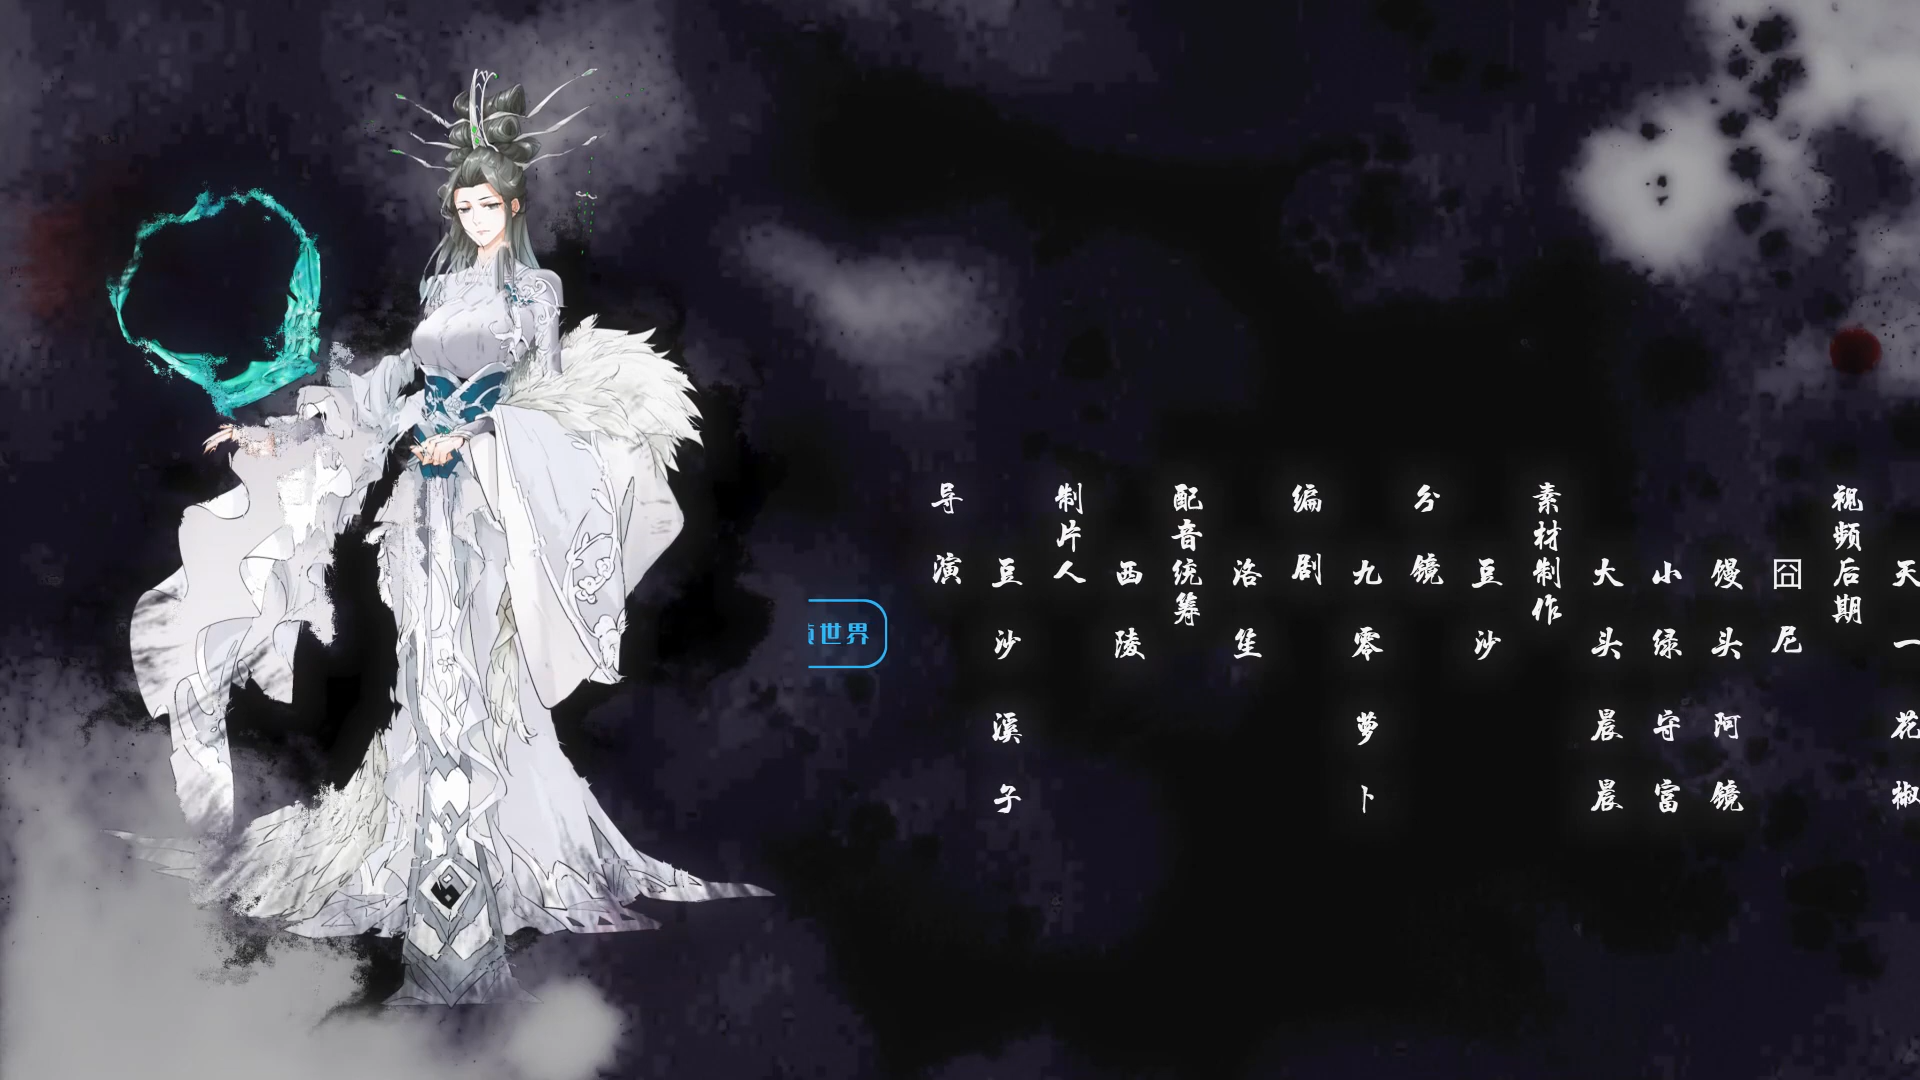 世界
导演
豆沙溪子
制片人
西陵
配音统筹
洛笙
编剧
九零萝卜
分镜
豆沙
素材制作
大头晨晨
小绿守富
馒头阿镜
囧尼
视频后期
天一花椒